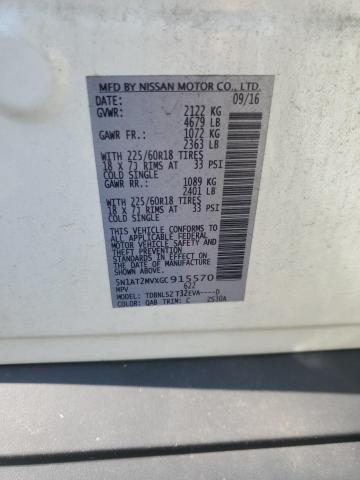 MFD BY NISSAN MOTOR CO., LTD.
DATE: 09/16
GVWR: 2122 KG
4679 LB
GAWR FR: 1072 KG
2363 LB
WITH 225/60R18 TIRES
18 X 7J RIMS AT 33 PSI
COLD SINGLE
GAWR RR: 1089 KG
2401 LB
WITH 225/60R18 TIRES
18 X 7J RIMS AT 33 PSI
COLD SINGLE
THIS VEHICLE CONFORMS TO ALL
APPLICABLE FEDERAL MOTOR
VEHICLE SAFETY AND THEFT
PREVENTION STANDARDS IN
EFFECT ON THE DATE OF
MANUFACTURE SHOWN ABOVE.
5N1AT2MVXGC915570
MPV 622
MODEL: TDBNLS2 T32EVA----D
COLOR: QAB TRIM: C 2530A